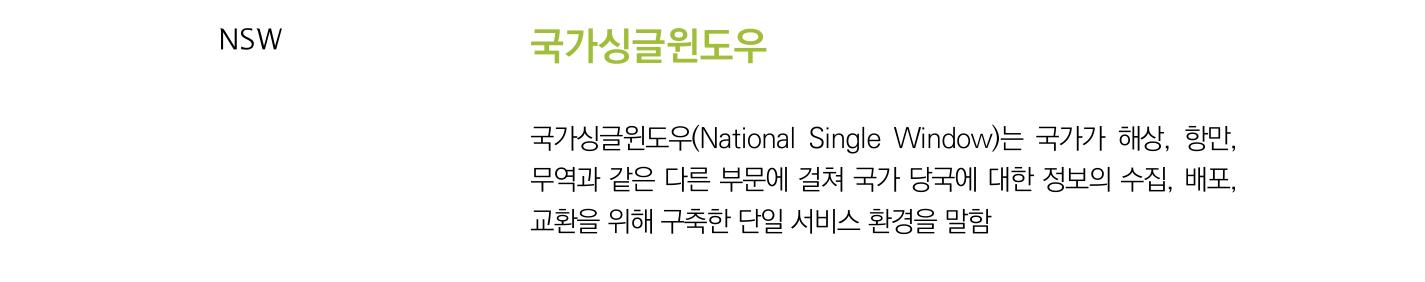 NSW
국가싱글윈도우
국가싱글윈도우(National Single Window)는 국가가 해상, 항만,
무역과 같은 다른 부문에 걸쳐 국가 당국에 대한 정보의 수집, 배포,
교환을 위해 구축한 단일 서비스 환경을 말함